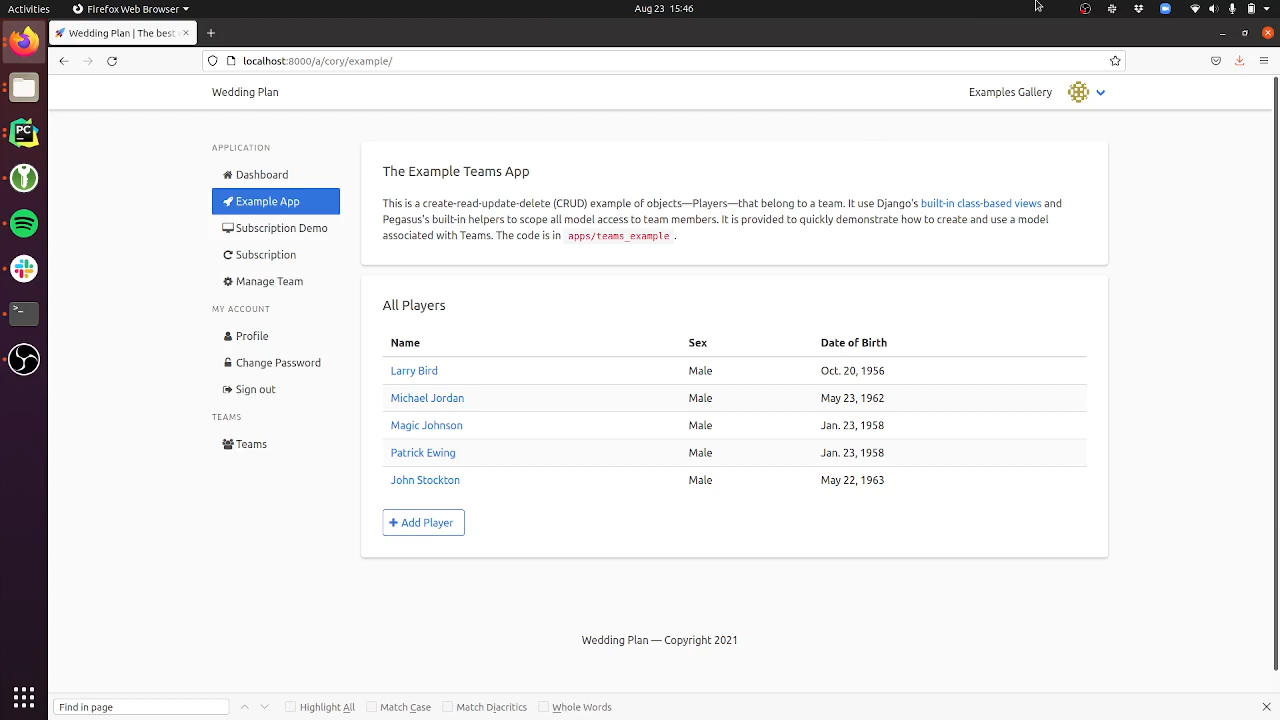 Activities
Firefox Web Browser
Aug 23 15:46
Wedding Plan | The best
localhost:8000/a/cory/example/
Wedding Plan
Examples Gallery
APPLICATION
Dashboard
Example App
Subscription Demo
Subscription
Manage Team
MY ACCOUNT
Profile
Change Password
Sign out
TEAMS
Teams
The Example Teams App
This is a create-read-update-delete (CRUD) example of objects—Players—that belong to a team. It use Django's built-in class-based views and
Pegasus's built-in helpers to scope all model access to team members. It is provided to quickly demonstrate how to create and use a model
associated with Teams. The code is in apps/teams_example .
All Players
Name Sex Date of Birth
Larry Bird Male Oct. 20, 1956
Michael Jordan Male May 23, 1962
Magic Johnson Male Jan. 23, 1958
Patrick Ewing Male Jan. 23, 1958
John Stockton Male May 22, 1963
+ Add Player
Wedding Plan — Copyright 2021
Find in page
Highlight All
Match Case
Match Diacritics
Whole Words
PC